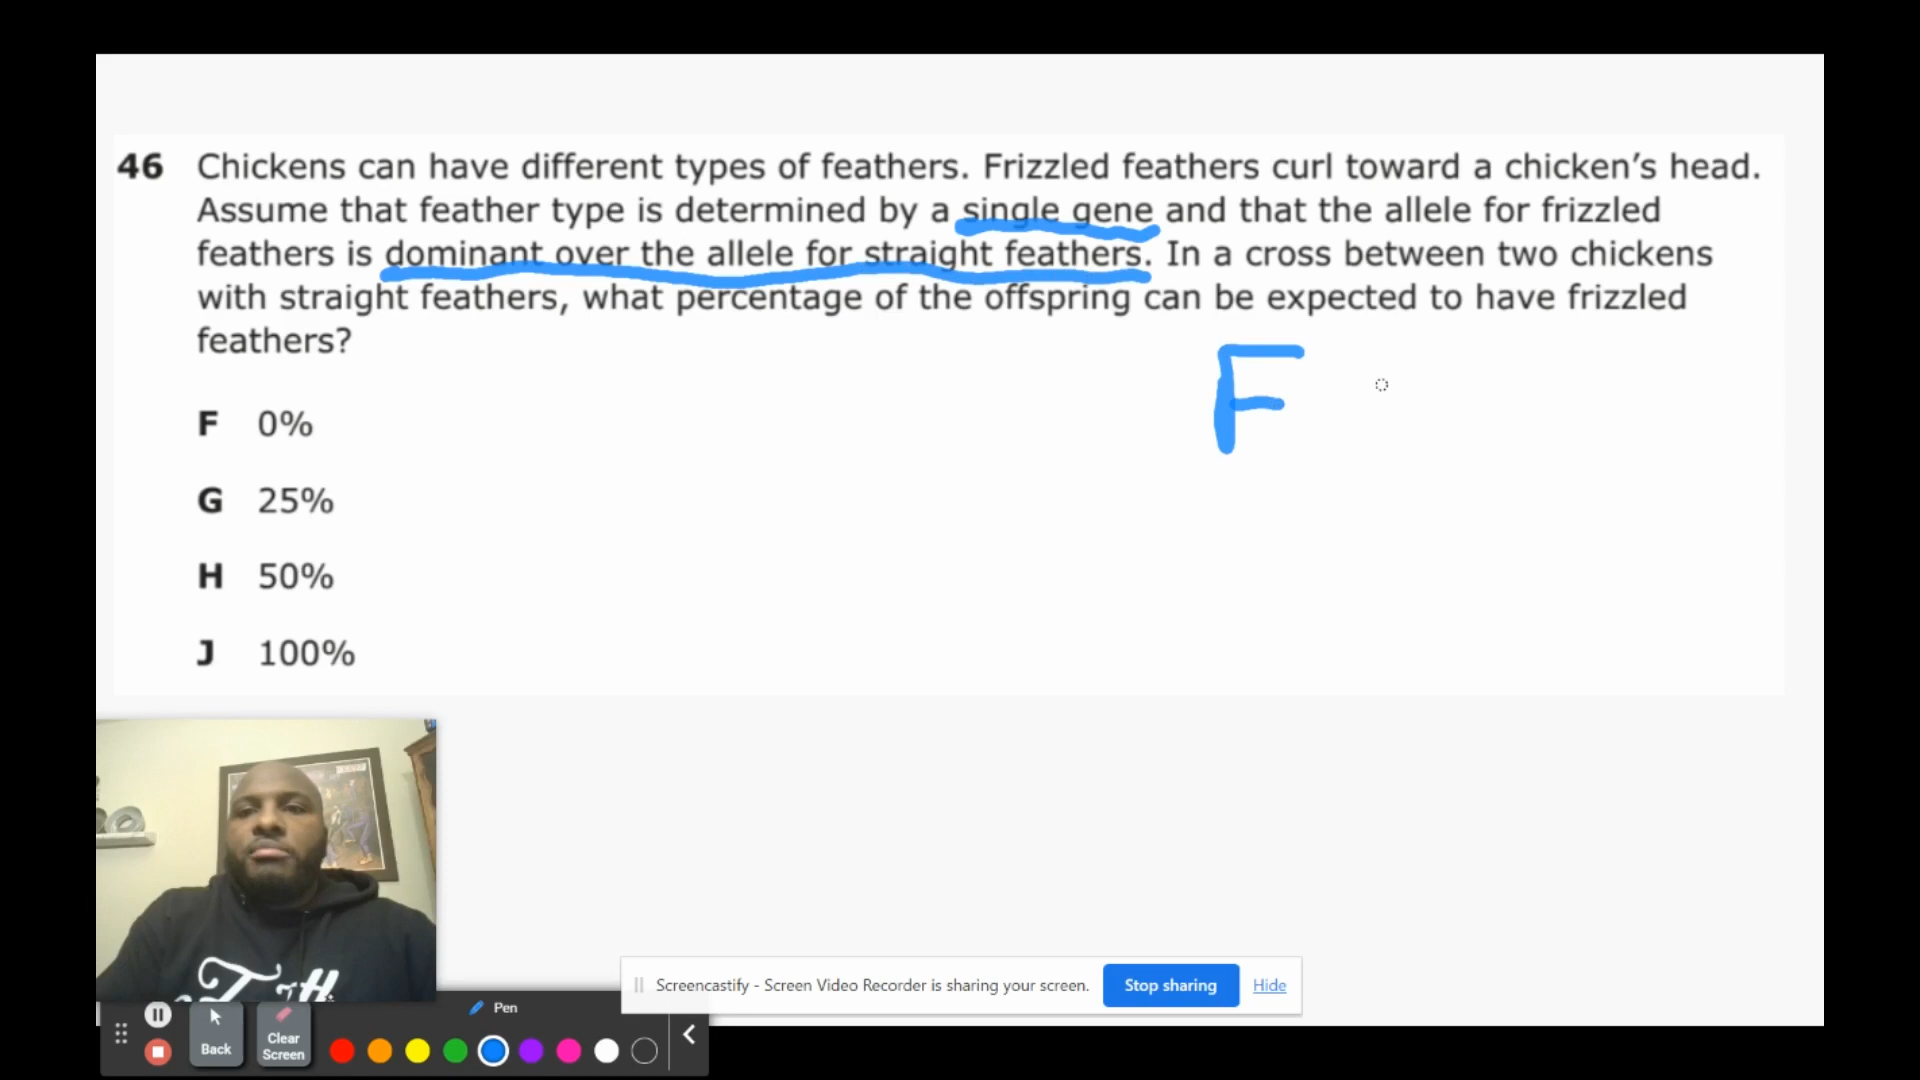 46 Chickens can have different types of feathers. Frizzled feathers curl toward a chicken's head.
Assume that feather type is determined by a single gene and that the allele for frizzled
feathers is dominant over the allele for straight feathers. In a cross between two chickens
with straight feathers, what percentage of the offspring can be expected to have frizzled
feathers?
F
F 0%
G 25%
H 50%
J 100%
Screencastify - Screen Video Recorder is sharing your screen. Stop sharing Hide
Pen
Back
Clear
Screen